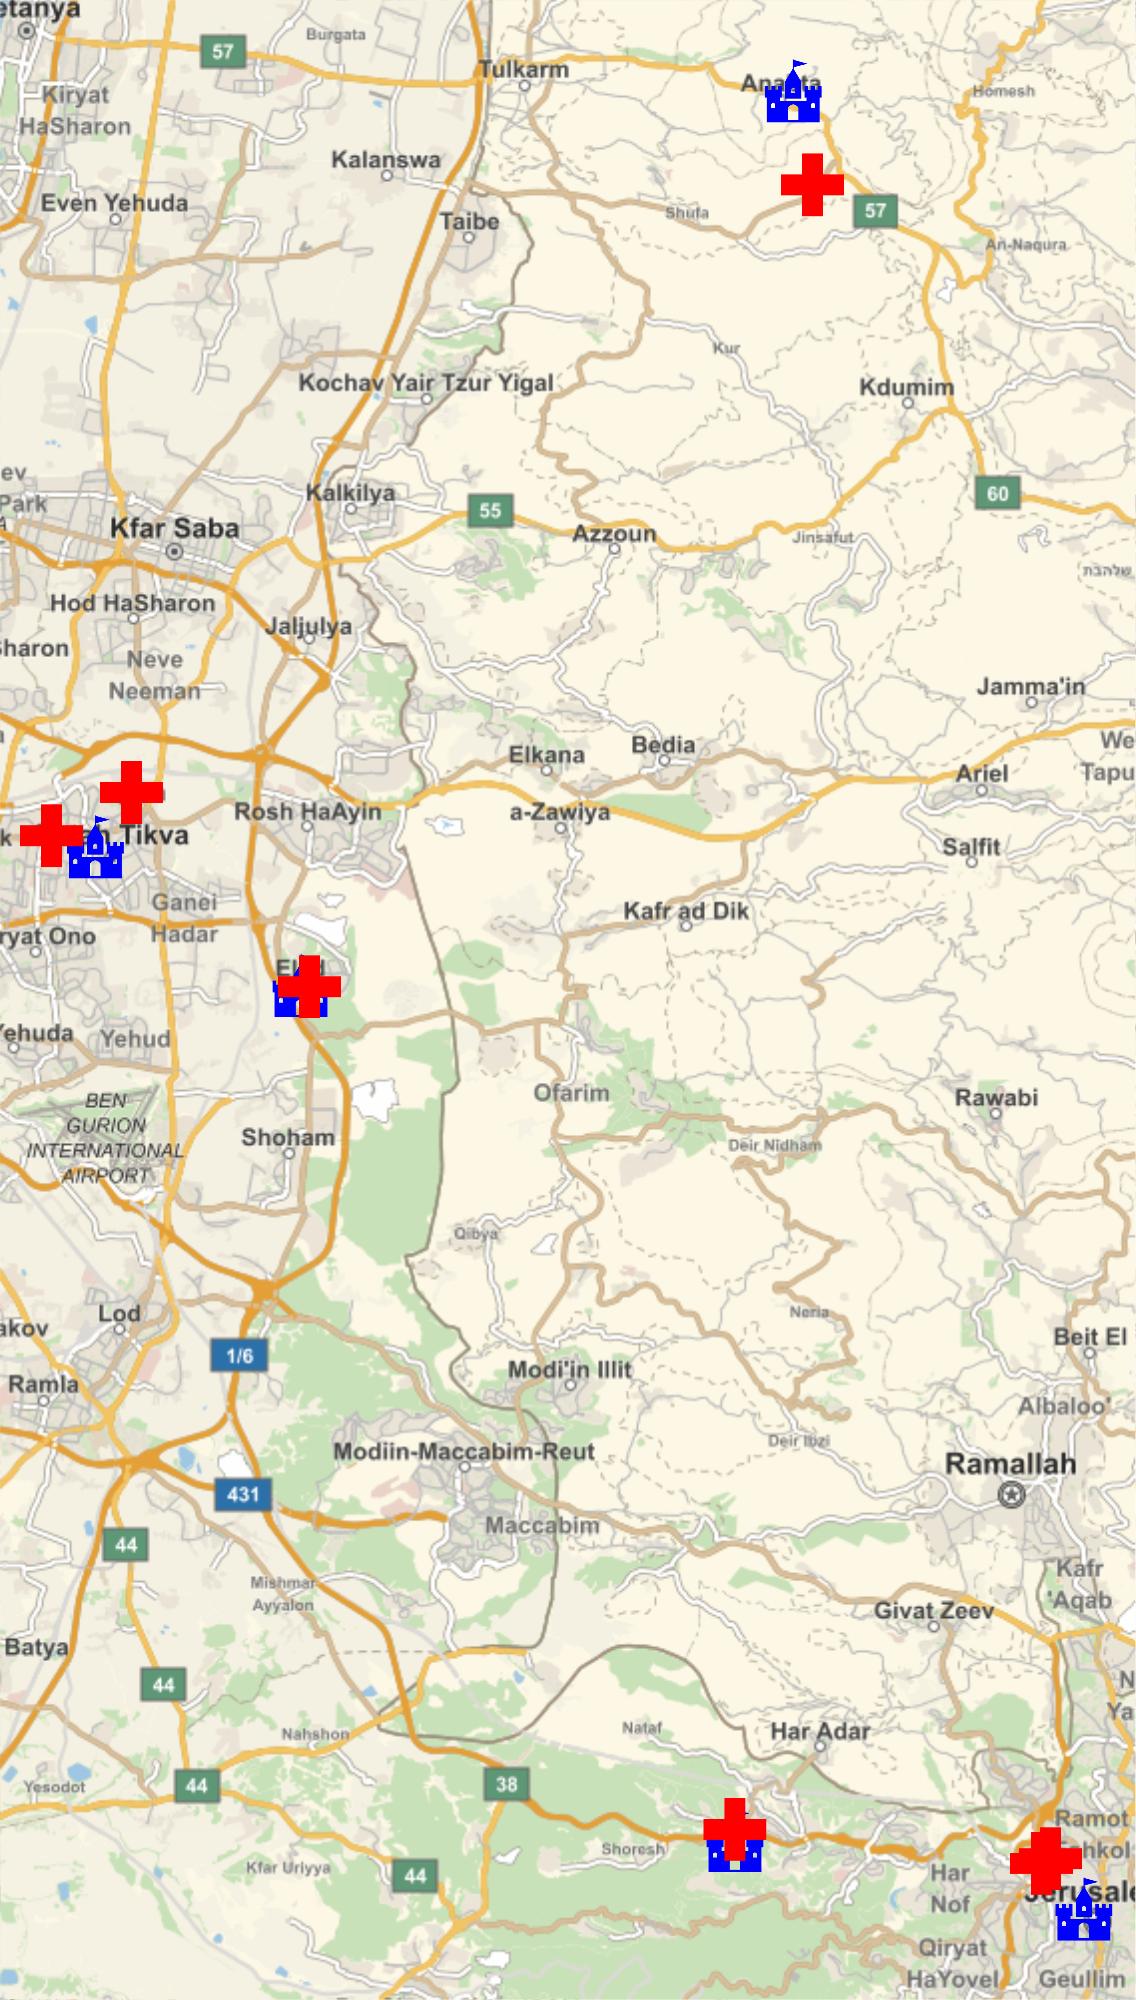 etanya
57
Burgata
Tulkarm
Homesh
Kiryat
HaSharon
Kalanswa
Even Yehuda
Taibe
Shufa
57
An-Naqura
Kur
Kochav Yair Tzur Yigal
Kdumim
ev
Park
Kalkilya
55
60
Kfar Saba
Azzoun
Jinsafut
שלהבת
Hod HaSharon
Jaljulya
Sharon
Neve
Neeman
Jamma'in
Elkana
Bedia
We
Tapu
Ariel
Rosh HaAyin
a-Zawiya
k
Tikva
Salfit
Ganei
Hadar
Kafr ad Dik
ryat Ono
Yehuda
Yehud
Ofarim
Rawabi
BEN
GURION
INTERNATIONAL
AIRPORT
Shoham
Deir Nidham
Qibya
Lod
Neria
akov
Beit El
1/6
Ramla
Modi'in Illit
Albaloo'
Deir Ibzi
Modiin-Maccabim-Reut
Ramallah
431
Maccabim
44
Mishmar
Ayyalon
Kafr
'Aqab
Givat Zeev
Batya
44
N
Ya
Nahshon
Nataf
Har Adar
Yesodot
44
38
Ramot
hkol
Shoresh
Kfar Uriyya
44
Har
Nof
Jerusale
Qiryat
HaYovel
Geullim